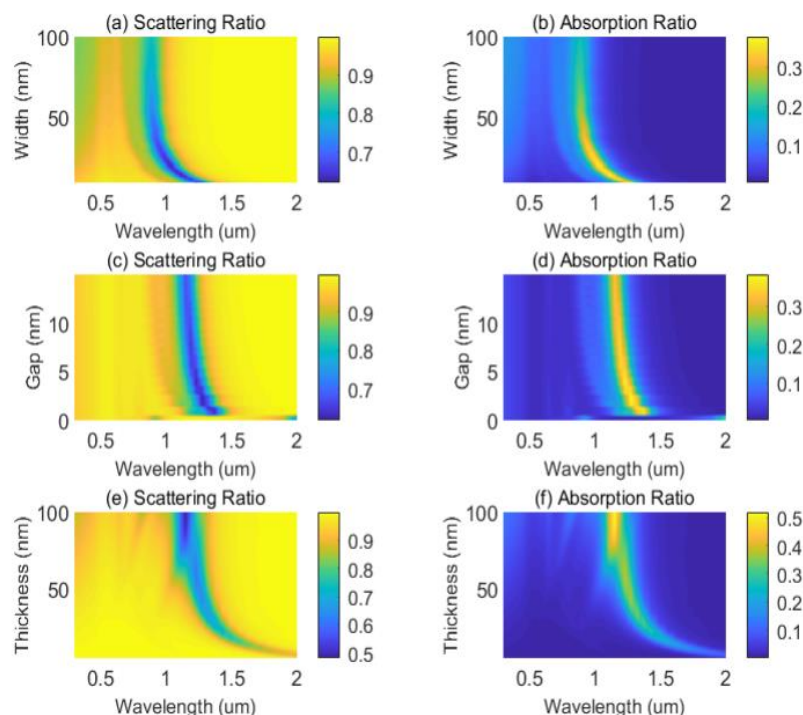 (a) Scattering Ratio
100
50
Width (nm)
0.5 1 1.5 2
Wavelength (um)
0.9
0.8
0.7
(b) Absorption Ratio
100
50
Width (nm)
0.5 1 1.5 2
Wavelength (um)
0.3
0.2
0.1
(c) Scattering Ratio
10
5
0
Gap (nm)
0.5 1 1.5 2
Wavelength (um)
0.9
0.8
0.7
(d) Absorption Ratio
10
5
0
Gap (nm)
0.5 1 1.5 2
Wavelength (um)
0.3
0.2
0.1
(e) Scattering Ratio
100
50
Thickness (nm)
0.5 1 1.5 2
Wavelength (um)
0.9
0.8
0.7
0.6
0.5
(f) Absorption Ratio
100
50
Thickness (nm)
0.5 1 1.5 2
Wavelength (um)
0.5
0.4
0.3
0.2
0.1